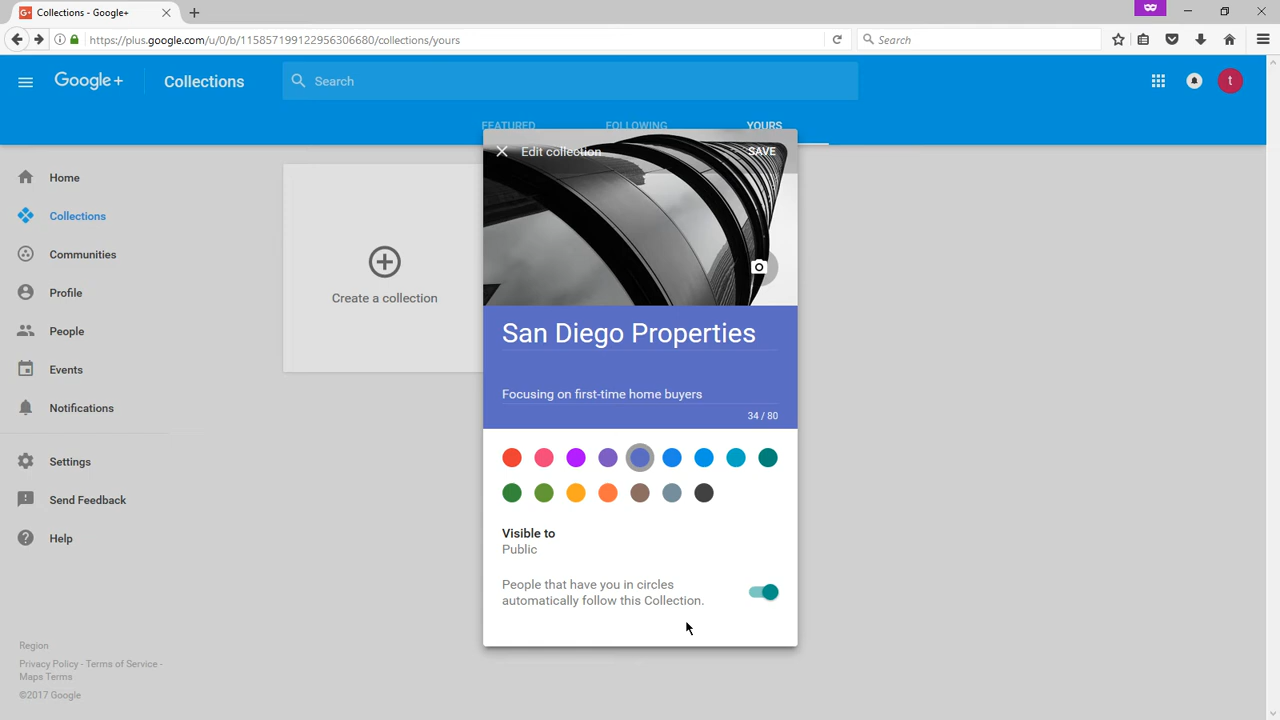 Collections - Google+
https://plus.google.com/u/0/b/115857199122956306680/collections/yours
Search
Google+
Collections
Search
t
FEATURED
FOLLOWING
YOURS
Home
Collections
Communities
Profile
People
Events
Notifications
Settings
Send Feedback
Help
Region
Privacy Policy - Terms of Service -
Maps Terms
©2017 Google
Create a collection
Edit collection
SAVE
San Diego Properties
Focusing on first-time home buyers
34 / 80
Visible to
Public
People that have you in circles
automatically follow this Collection.